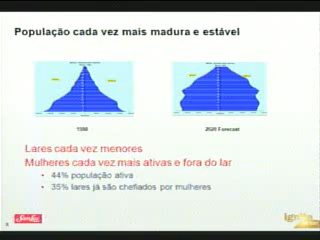 População cada vez mais madura e estável
2020 Forecast
Lares cada vez menores
Mulheres cada vez mais ativas e fora do lar
• 44% população ativa
• 35% lares já são chefiados por mulheres
Ignite